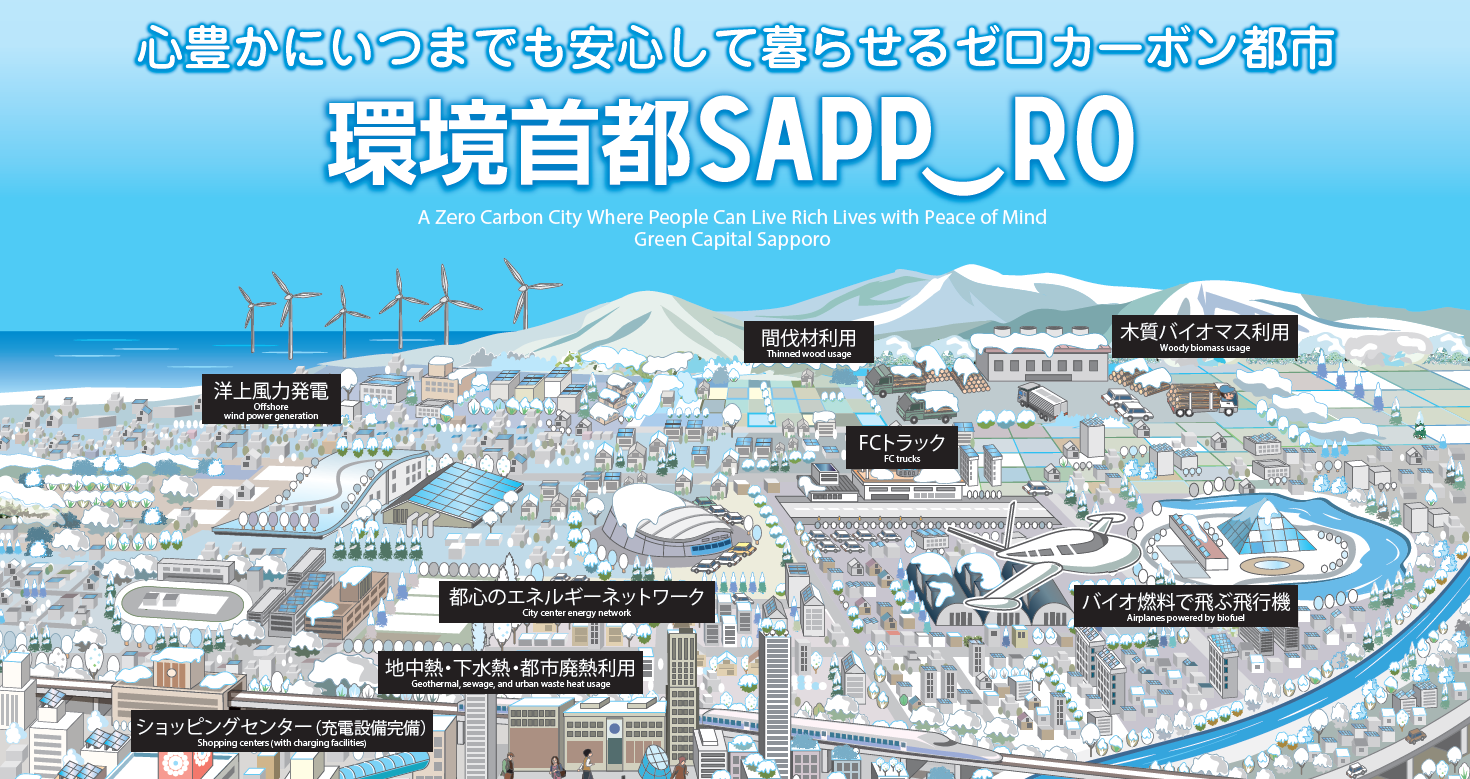 心豊かにいつまでも安心して暮らせるゼロカーボン都市
環境首都SAPP‿RO
A Zero Carbon City Where People Can Live Rich Lives with Peace of Mind
Green Capital Sapporo
間伐材利用
Thinned wood usage
木質バイオマス利用
Woody biomass usage
洋上風力発電
Offshore
wind power generation
FCトラック
FC trucks
都心のエネルギーネットワーク
City center energy network
バイオ燃料で飛ぶ飛行機
Airplanes powered by biofuel
地中熱・下水熱・都市廃熱利用
Geothermal, sewage, and urban waste heat usage
ショッピングセンター（充電設備完備）
Shopping centers (with charging facilities)